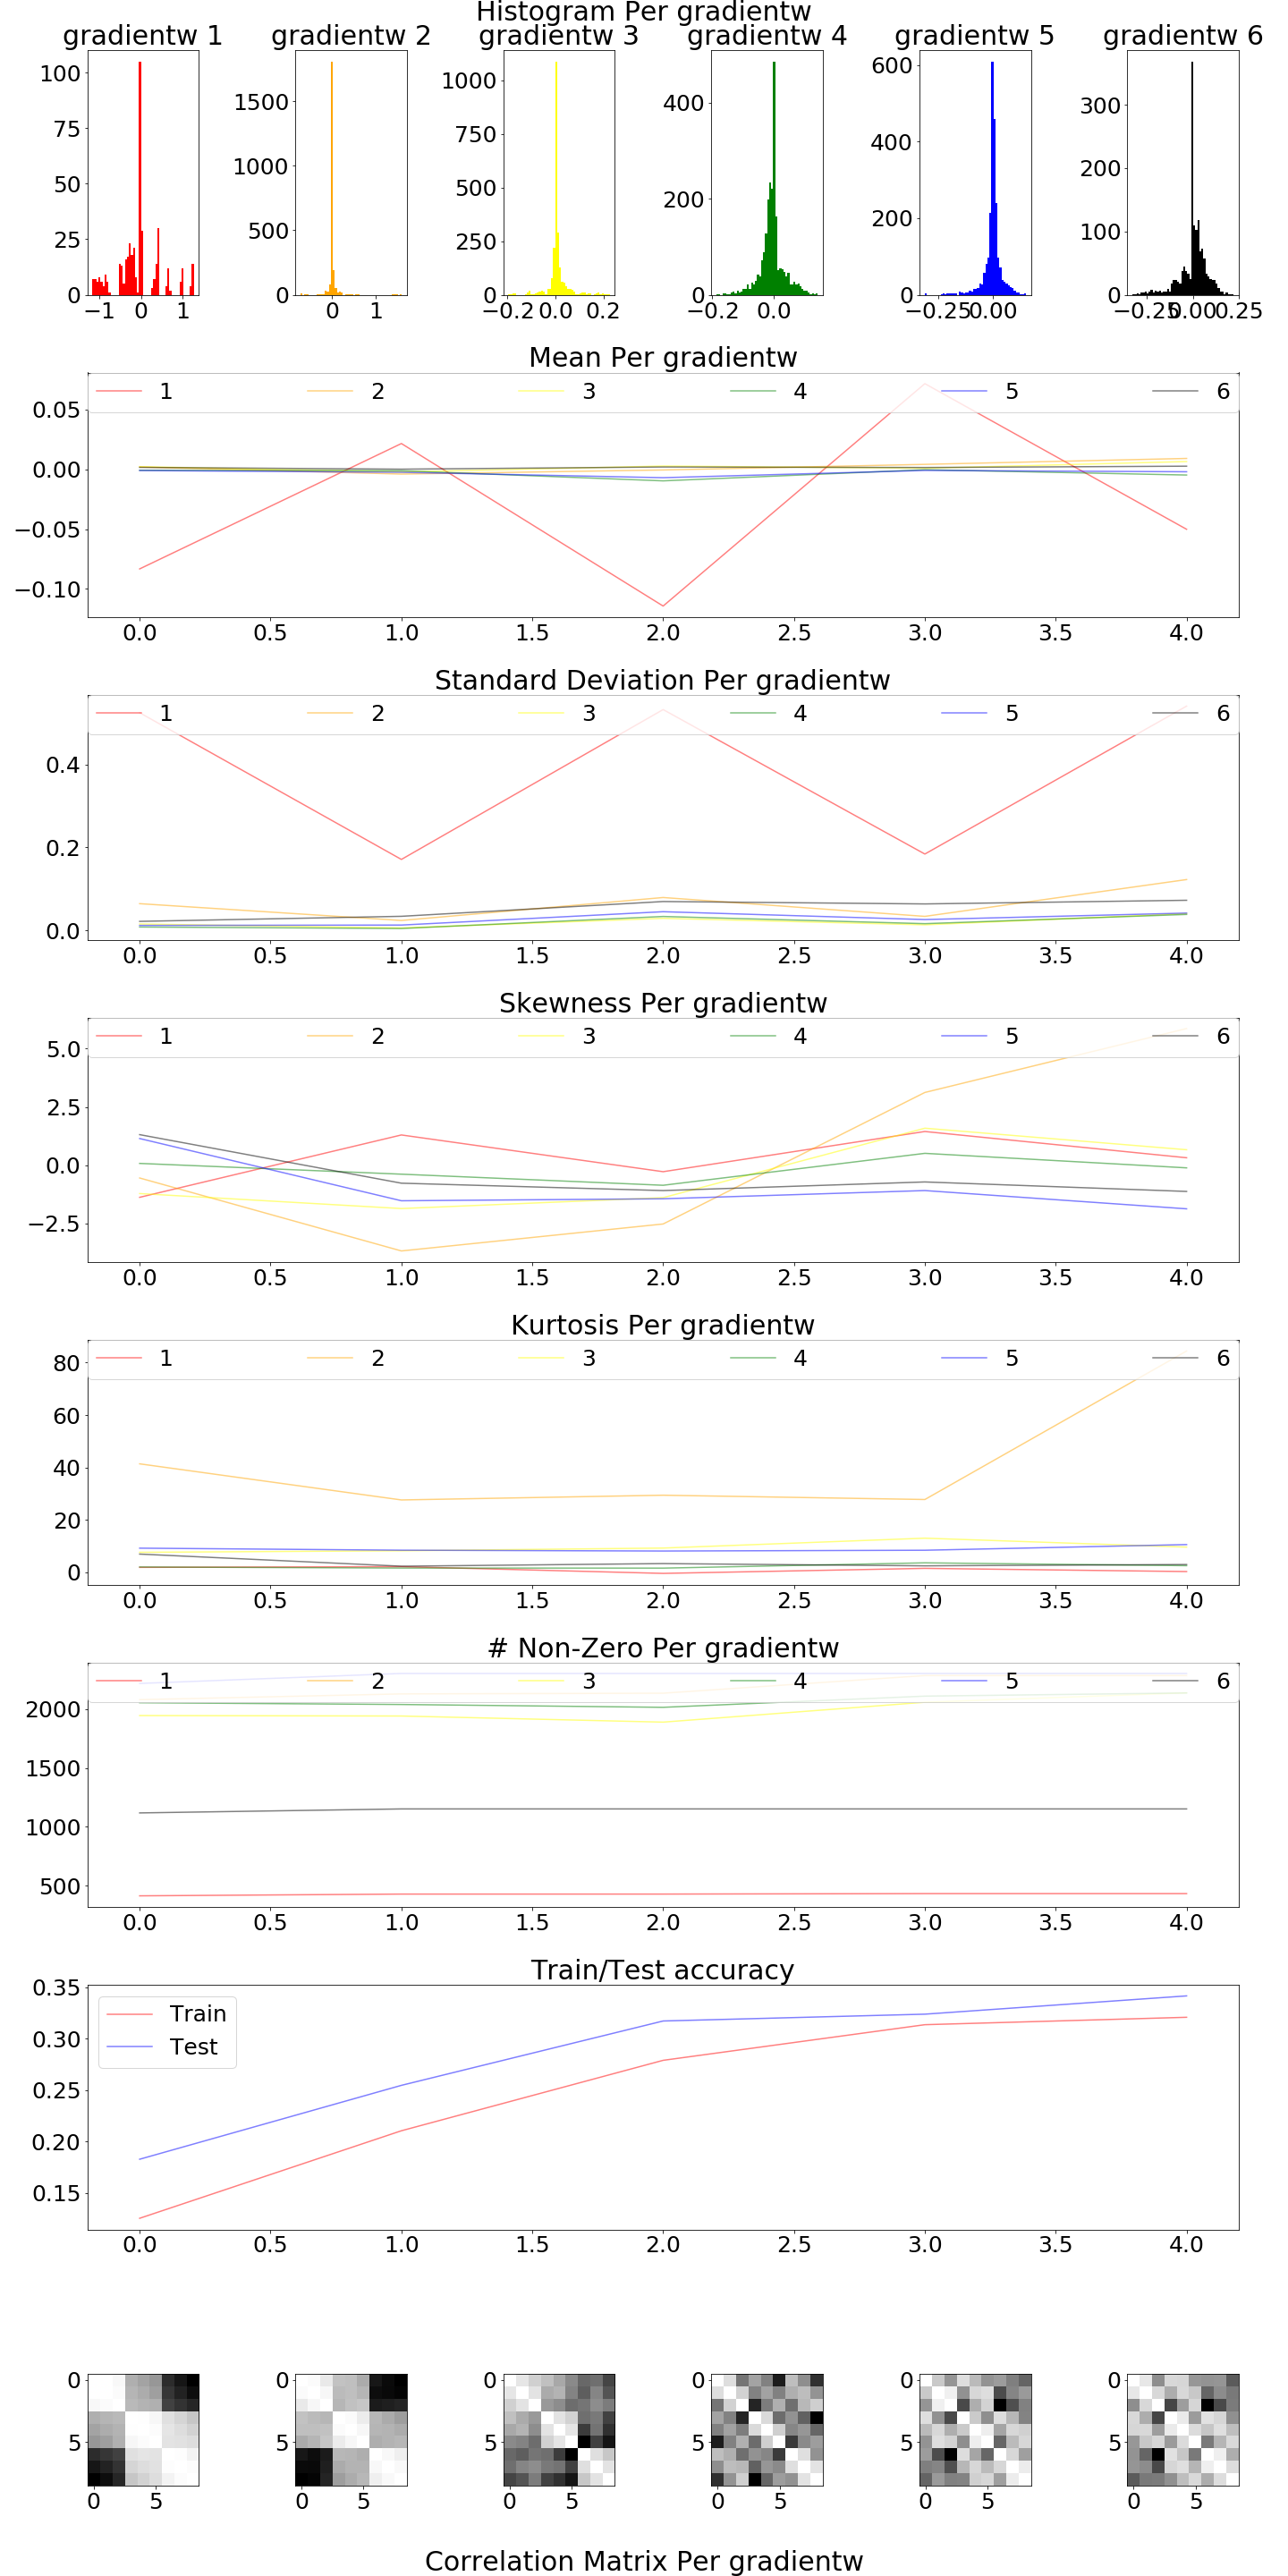 Histogram Per gradientw
gradientw 1 gradientw 2 gradientw 3 gradientw 4 gradientw 5 gradientw 6
100
75
50
25
0
−1 0 1
1500
1000
500
0
0 1
1000
750
500
250
0
−0.2 0.0 0.2
400
200
0
−0.2 0.0
600
400
200
0
−0.25 0.00
300
200
100
0
−0.25 0.00 0.25
Mean Per gradientw
1 2 3 4 5 6
0.05
0.00
−0.05
−0.10
0.0 0.5 1.0 1.5 2.0 2.5 3.0 3.5 4.0
Standard Deviation Per gradientw
1 2 3 4 5 6
0.4
0.2
0.0
0.0 0.5 1.0 1.5 2.0 2.5 3.0 3.5 4.0
Skewness Per gradientw
1 2 3 4 5 6
5.0
2.5
0.0
−2.5
0.0 0.5 1.0 1.5 2.0 2.5 3.0 3.5 4.0
Kurtosis Per gradientw
1 2 3 4 5 6
80
60
40
20
0
0.0 0.5 1.0 1.5 2.0 2.5 3.0 3.5 4.0
# Non-Zero Per gradientw
1 2 3 4 5 6
2000
1500
1000
500
0.0 0.5 1.0 1.5 2.0 2.5 3.0 3.5 4.0
Train/Test accuracy
Train
Test
0.35
0.30
0.25
0.20
0.15
0.0 0.5 1.0 1.5 2.0 2.5 3.0 3.5 4.0
0 0 0 0 0 0
5 5 5 5 5 5
0 5 0 5 0 5 0 5 0 5 0 5
Correlation Matrix Per gradientw